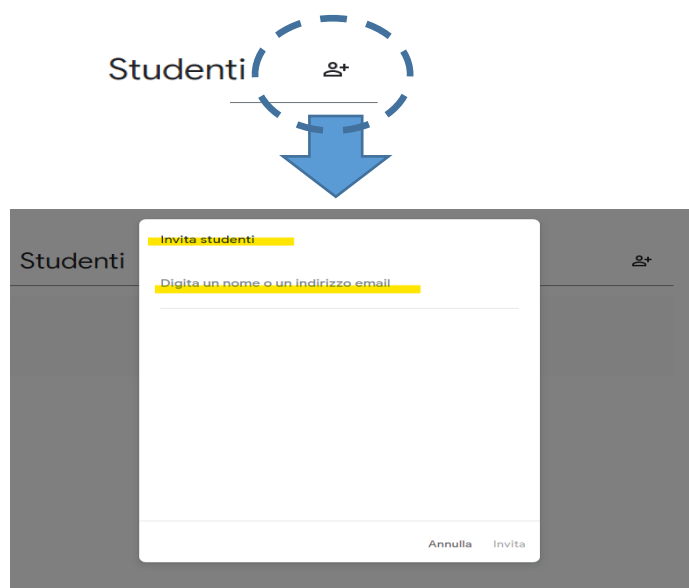 Studenti
Invita studenti
Studenti
Digita un nome o un indirizzo email
Annulla Invita